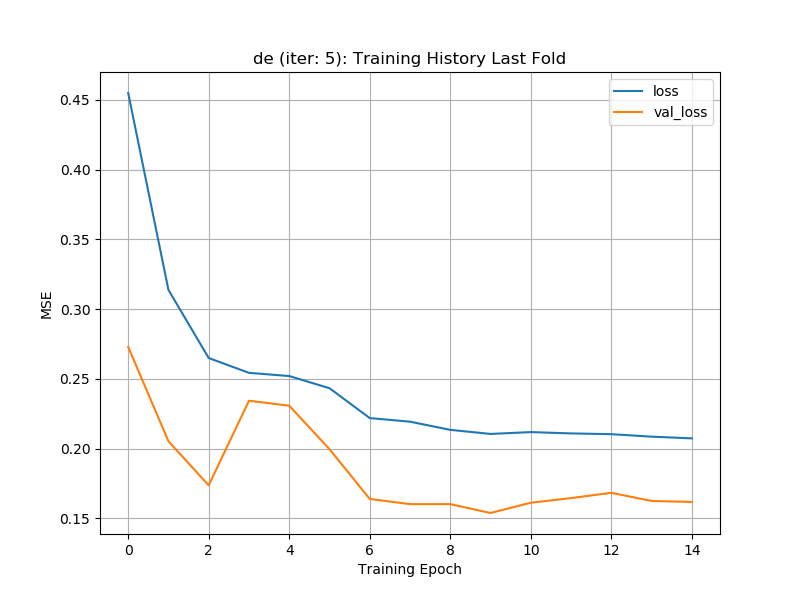 de (iter: 5): Training History Last Fold
loss
val_loss
MSE
0.45
0.40
0.35
0.30
0.25
0.20
0.15
0 2 4 6 8 10 12 14
Training Epoch